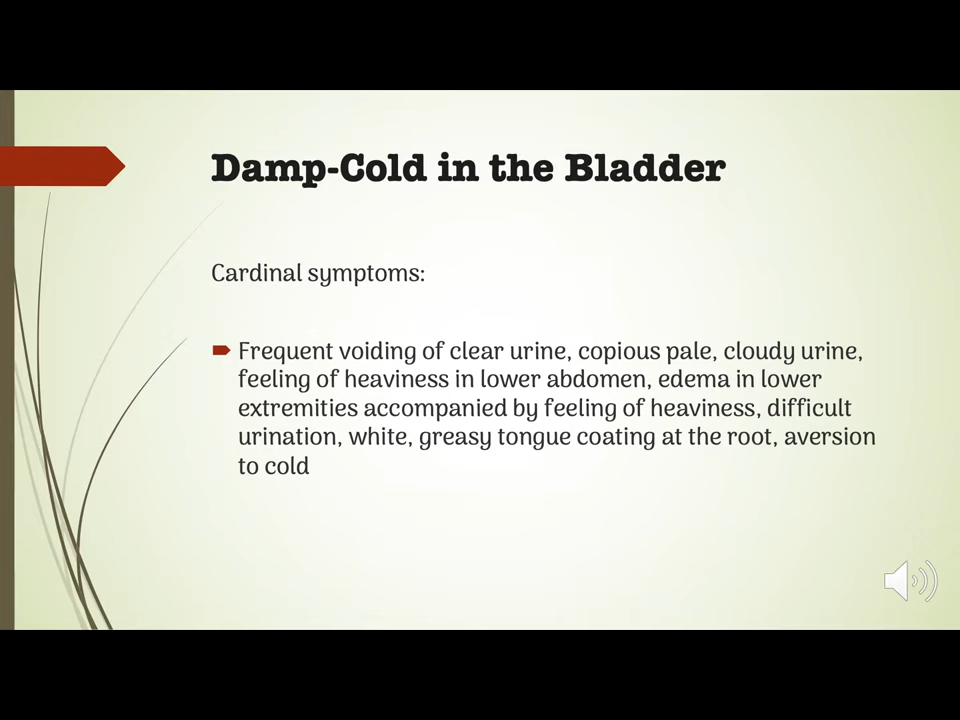 Damp-Cold in the Bladder
Cardinal symptoms:
Frequent voiding of clear urine, copious pale, cloudy urine,
feeling of heaviness in lower abdomen, edema in lower
extremities accompanied by feeling of heaviness, difficult
urination, white, greasy tongue coating at the root, aversion
to cold